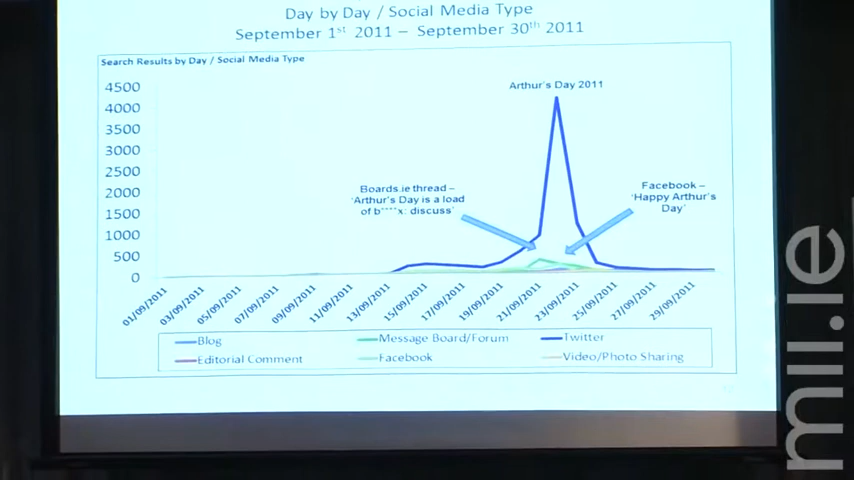 Day by Day / Social Media Type
September 1st 2011 – September 30th 2011
Search Results by Day / Social Media Type
4500
4000
3500
3000
2500
2000
1500
1000
500
0
Arthur's Day 2011
Boards.ie thread –
'Arthur's Day is a load
of b****x: discuss'
Facebook –
'Happy Arthur's
Day'
01/09/2011
03/09/2011
05/09/2011
07/09/2011
09/09/2011
11/09/2011
13/09/2011
15/09/2011
17/09/2011
19/09/2011
21/09/2011
23/09/2011
25/09/2011
27/09/2011
29/09/2011
Blog
Message Board/Forum
Twitter
Editorial Comment
Facebook
Video/Photo Sharing
mii.ie